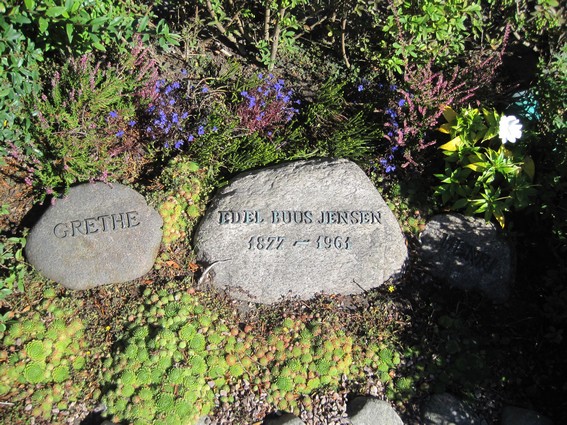 GRETHE
EDEL BUUS JENSEN
1877 – 1961